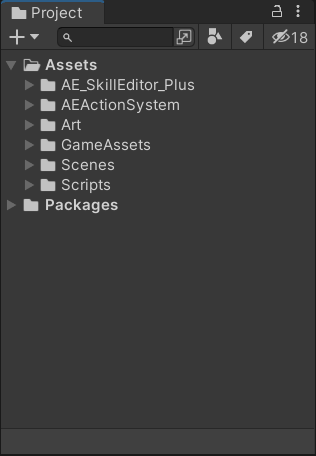 Project
18
Assets
AE_SkillEditor_Plus
AEActionSystem
Art
GameAssets
Scenes
Scripts
Packages